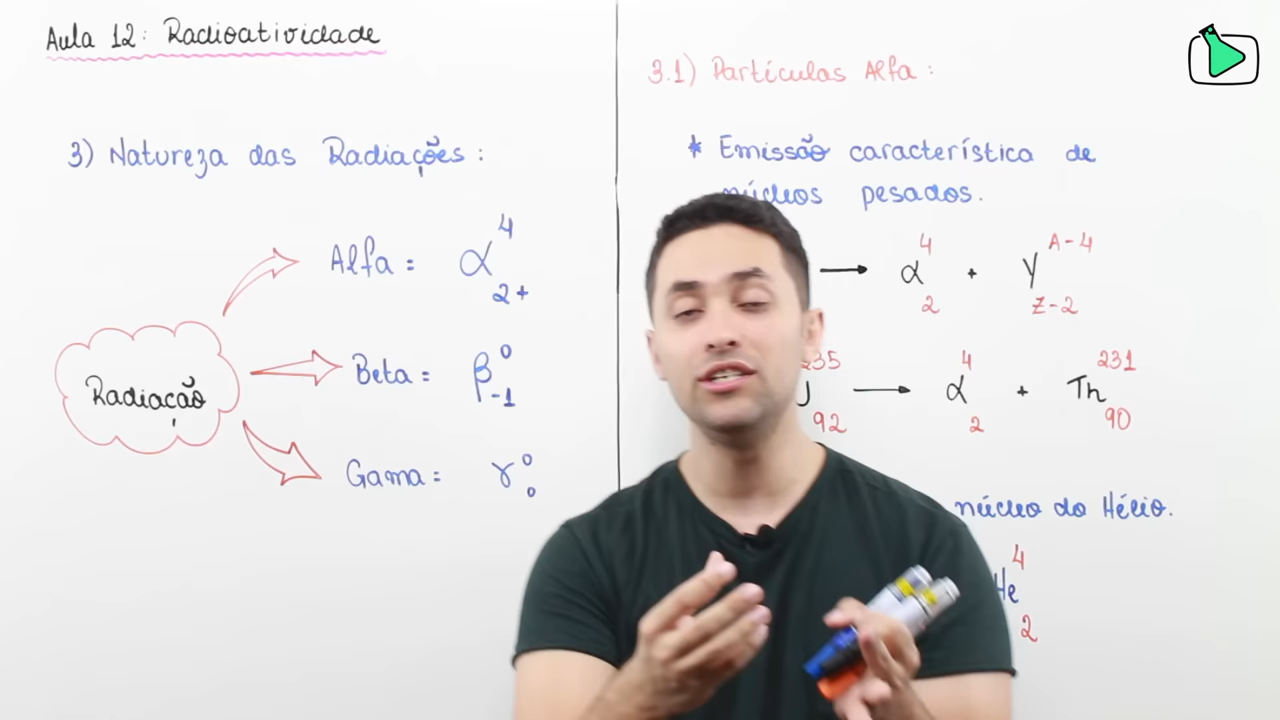 Aula 12: Radioatividade
3) Natureza das Radiações:
Alfa = α 4 2+
Radiação
Beta = β 0 -1
Gama = γ 0 0
3.1) Partículas Alfa:
* Emissão característica de
núcleos pesados.
→ α 4 2 + Y A-4 Z-2
235 92 → α 4 2 + Th 231 90
núcleo do Hélio.
He 4 2